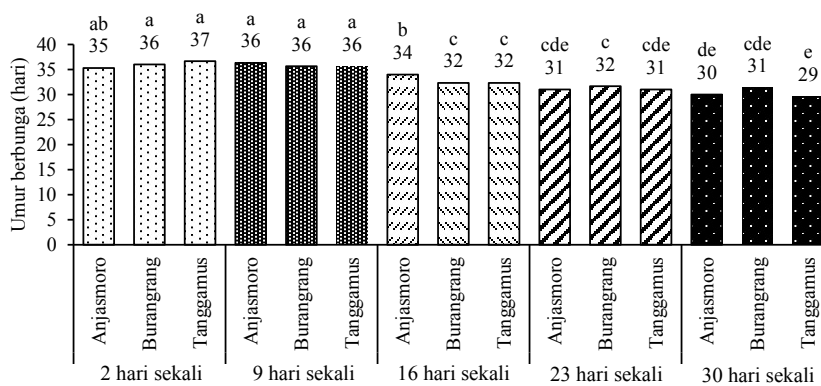 ab a a a a a b c c cde c cde de cde e
35 36 37 36 36 36 34 32 32 31 32 31 30 31 29
Umur berbunga (hari)
40
35
30
25
20
15
10
5
0
Anjasmoro Burangrang Tanggamus Anjasmoro Burangrang Tanggamus Anjasmoro Burangrang Tanggamus Anjasmoro Burangrang Tanggamus Anjasmoro Burangrang Tanggamus
2 hari sekali 9 hari sekali 16 hari sekali 23 hari sekali 30 hari sekali